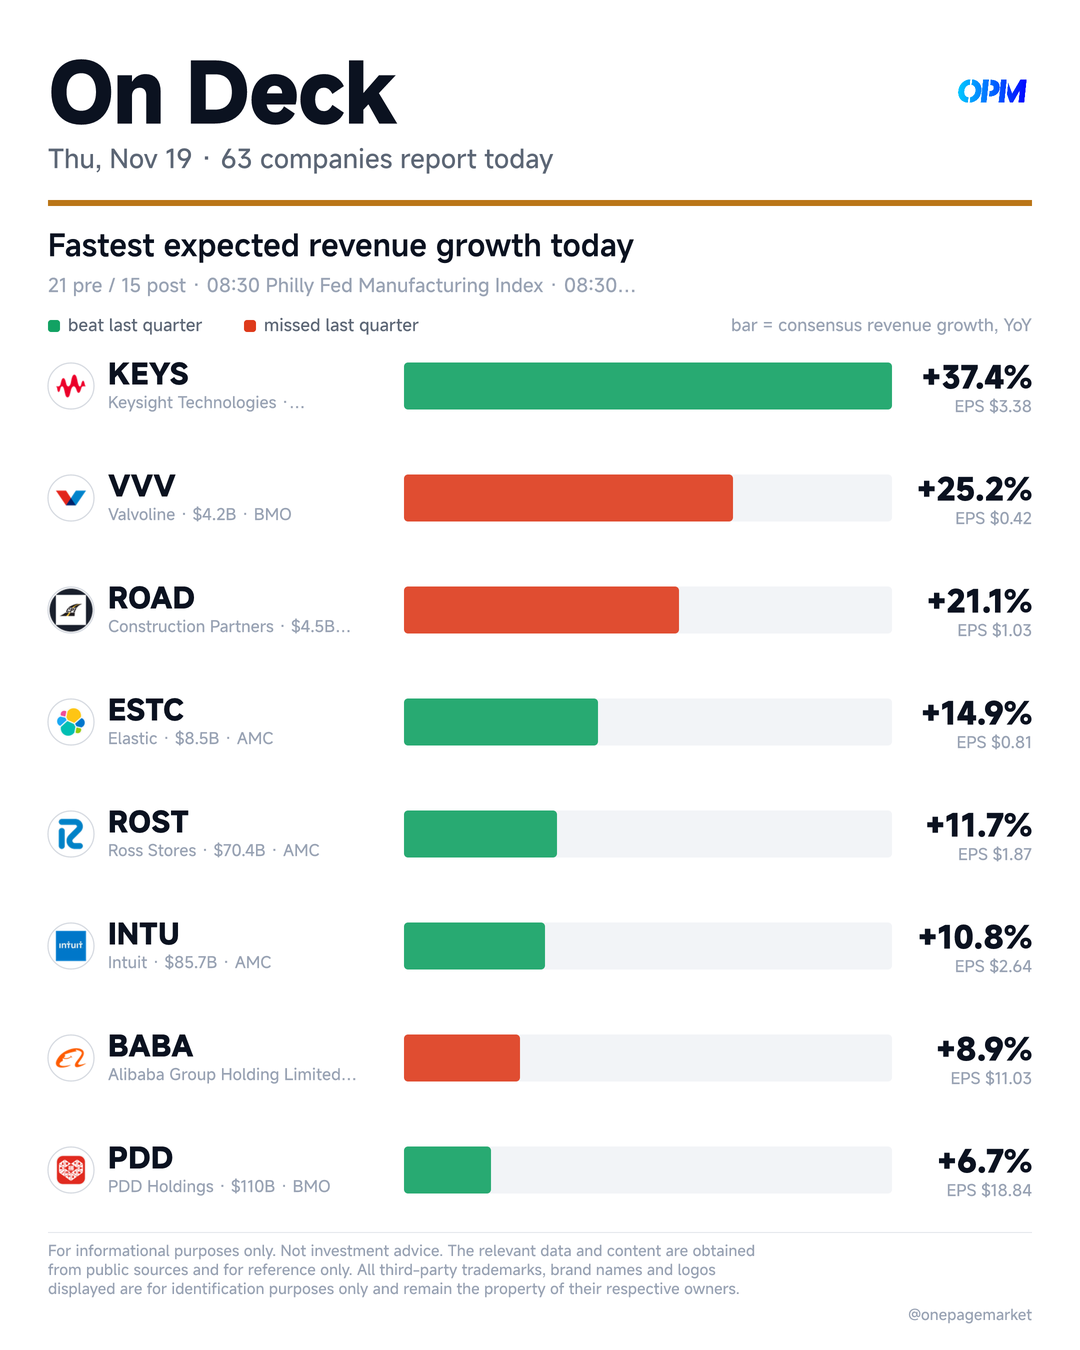 On Deck
OPM
Thu, Nov 19 · 63 companies report today
Fastest expected revenue growth today
21 pre / 15 post · 08:30 Philly Fed Manufacturing Index · 08:30...
beat last quarter
missed last quarter
bar = consensus revenue growth, YoY
KEYS
Keysight Technologies ·...
+37.4%
EPS $3.38
VVV
Valvoline · $4.2B · BMO
+25.2%
EPS $0.42
ROAD
Construction Partners · $4.5B...
+21.1%
EPS $1.03
ESTC
Elastic · $8.5B · AMC
+14.9%
EPS $0.81
ROST
Ross Stores · $70.4B · AMC
+11.7%
EPS $1.87
intuit
INTU
Intuit · $85.7B · AMC
+10.8%
EPS $2.64
BABA
Alibaba Group Holding Limited...
+8.9%
EPS $11.03
PDD
PDD Holdings · $110B · BMO
+6.7%
EPS $18.84
For informational purposes only. Not investment advice. The relevant data and content are obtained
from public sources and for reference only. All third-party trademarks, brand names and logos
displayed are for identification purposes only and remain the property of their respective owners.
@onepagemarket